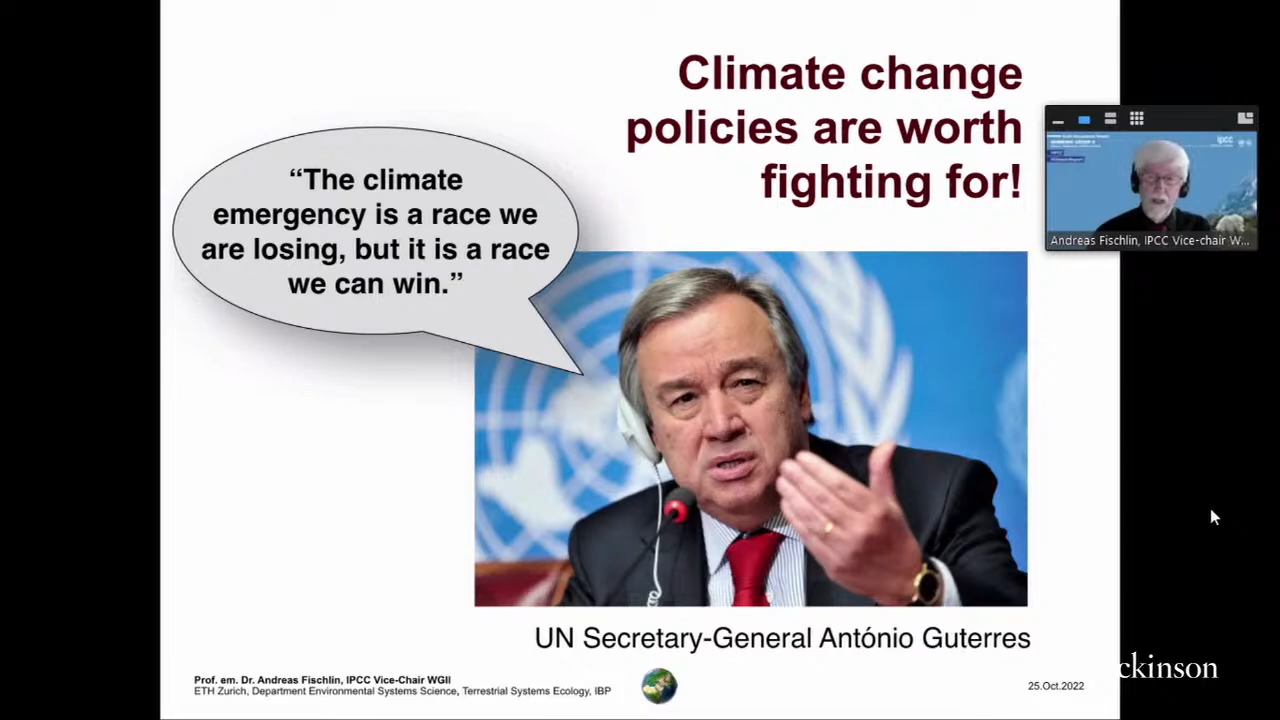 Climate change
policies are worth
fighting for!
“The climate
emergency is a race we
are losing, but it is a race
we can win.”
ipcc
Andreas Fischlin, IPCC Vice-chair W...
UN Secretary-General António Guterres
Prof. em. Dr. Andreas Fischlin, IPCC Vice-Chair WGII
ETH Zurich, Department Environmental Systems Science, Terrestrial Systems Ecology, IBP
25.Oct.2022
ckinson